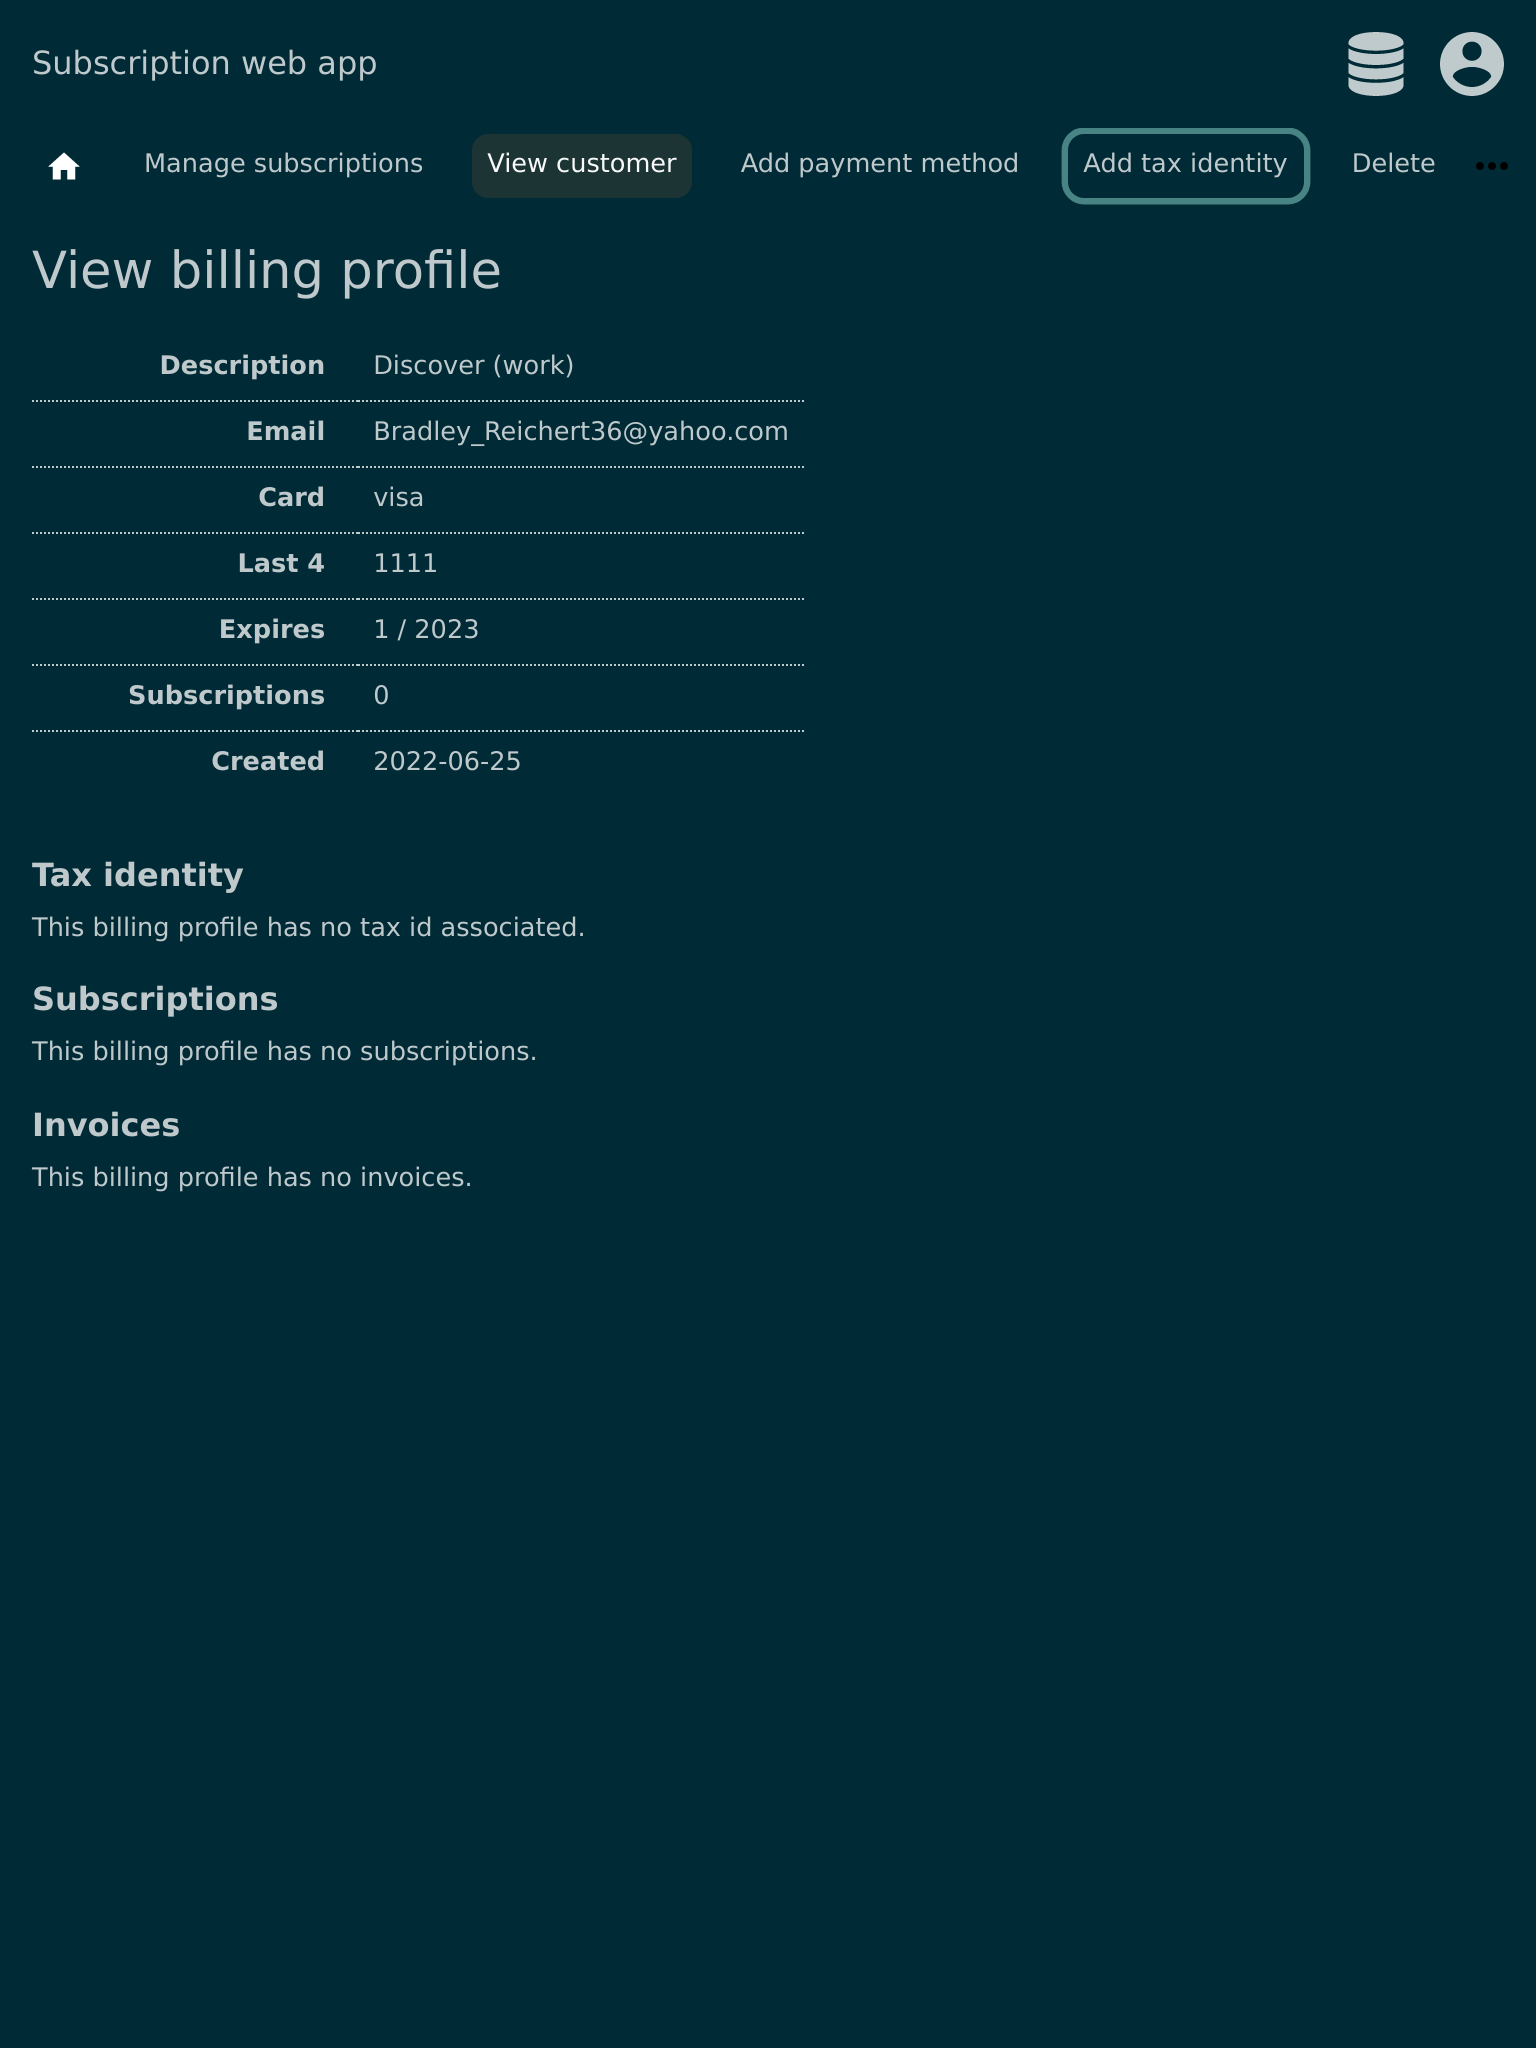 Subscription web app
Manage subscriptions View customer Add payment method Add tax identity Delete
View billing profile
Description Discover (work)
Email Bradley_Reichert36@yahoo.com
Card visa
Last 4 1111
Expires 1 / 2023
Subscriptions 0
Created 2022-06-25
Tax identity
This billing profile has no tax id associated.
Subscriptions
This billing profile has no subscriptions.
Invoices
This billing profile has no invoices.